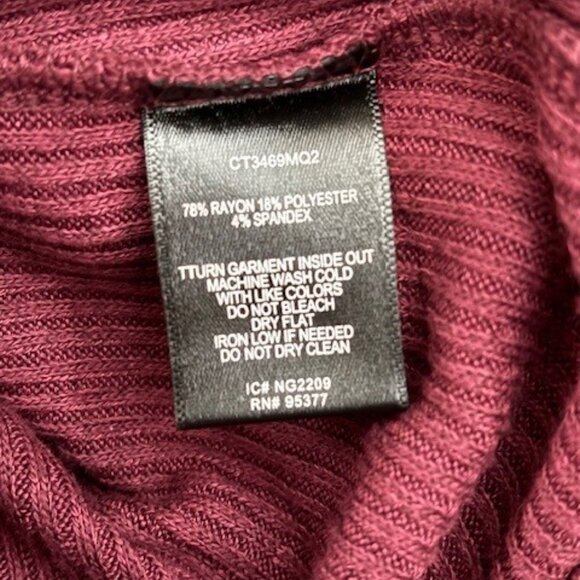 CT3469MQ2
78% RAYON 18% POLYESTER
4% SPANDEX
TTURN GARMENT INSIDE OUT
MACHINE WASH COLD
WITH LIKE COLORS
DO NOT BLEACH
DRY FLAT
IRON LOW IF NEEDED
DO NOT DRY CLEAN
IC# NG2209
RN# 95377